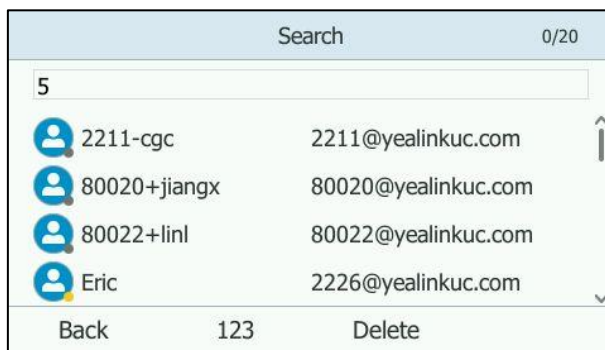 Search 0/20
5
2211-cgc 2211@yealinkuc.com
80020+jiangx 80020@yealinkuc.com
80022+linl 80022@yealinkuc.com
Eric 2226@yealinkuc.com
Back 123 Delete